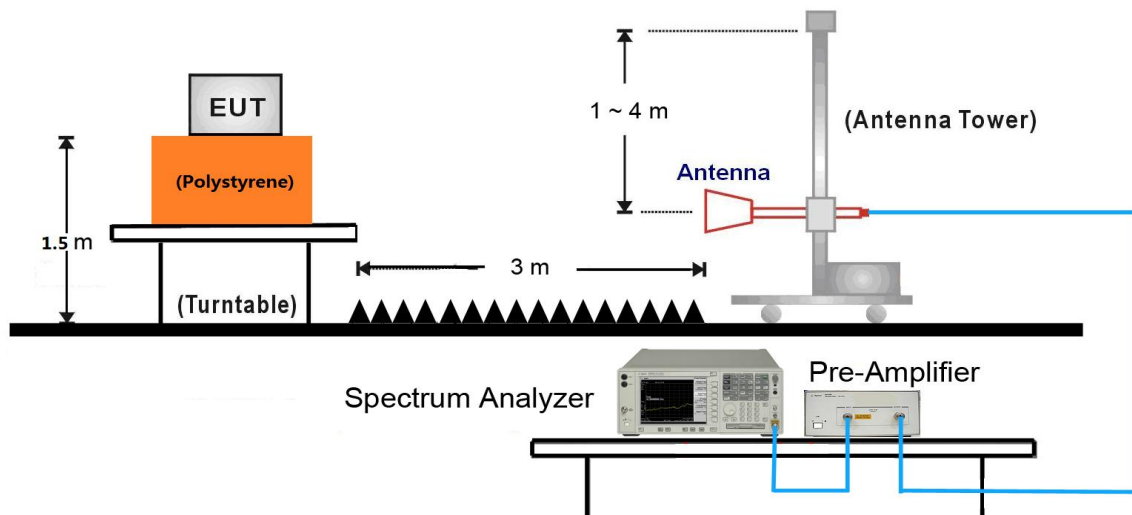 EUT
(Polystyrene)
1.5 m
(Turntable)
3 m
1 ~ 4 m
Antenna
(Antenna Tower)
Spectrum Analyzer
Pre-Amplifier